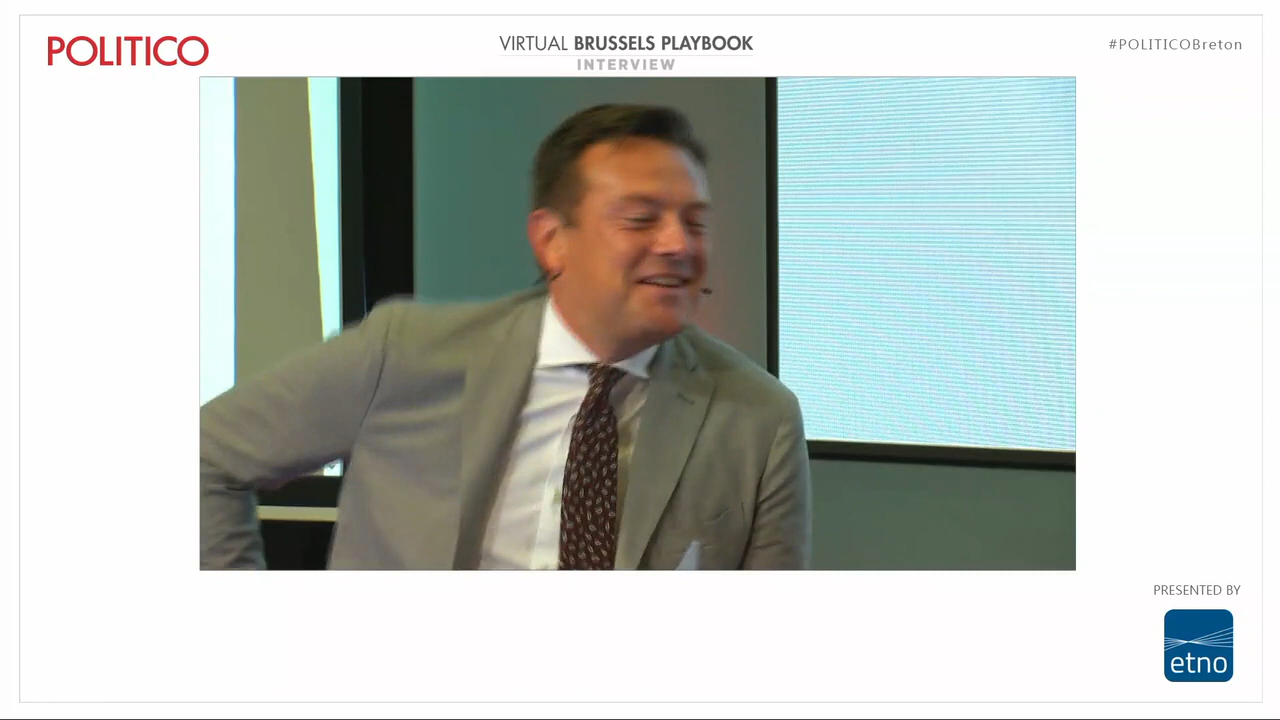 POLITICO
VIRTUAL BRUSSELS PLAYBOOK
INTERVIEW
#POLITICOBreton
PRESENTED BY
etno